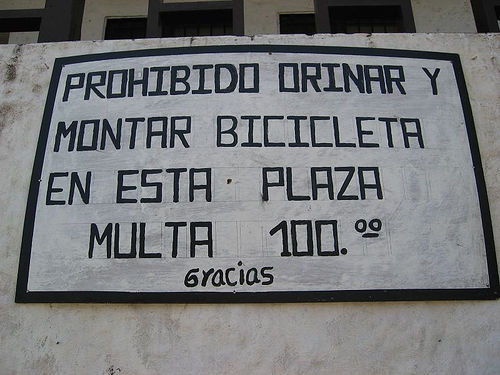 PROHIBIDO ORINAR Y
MONTAR BICICLETA
EN ESTA PLAZA
MULTA 100.ºº
Gracias